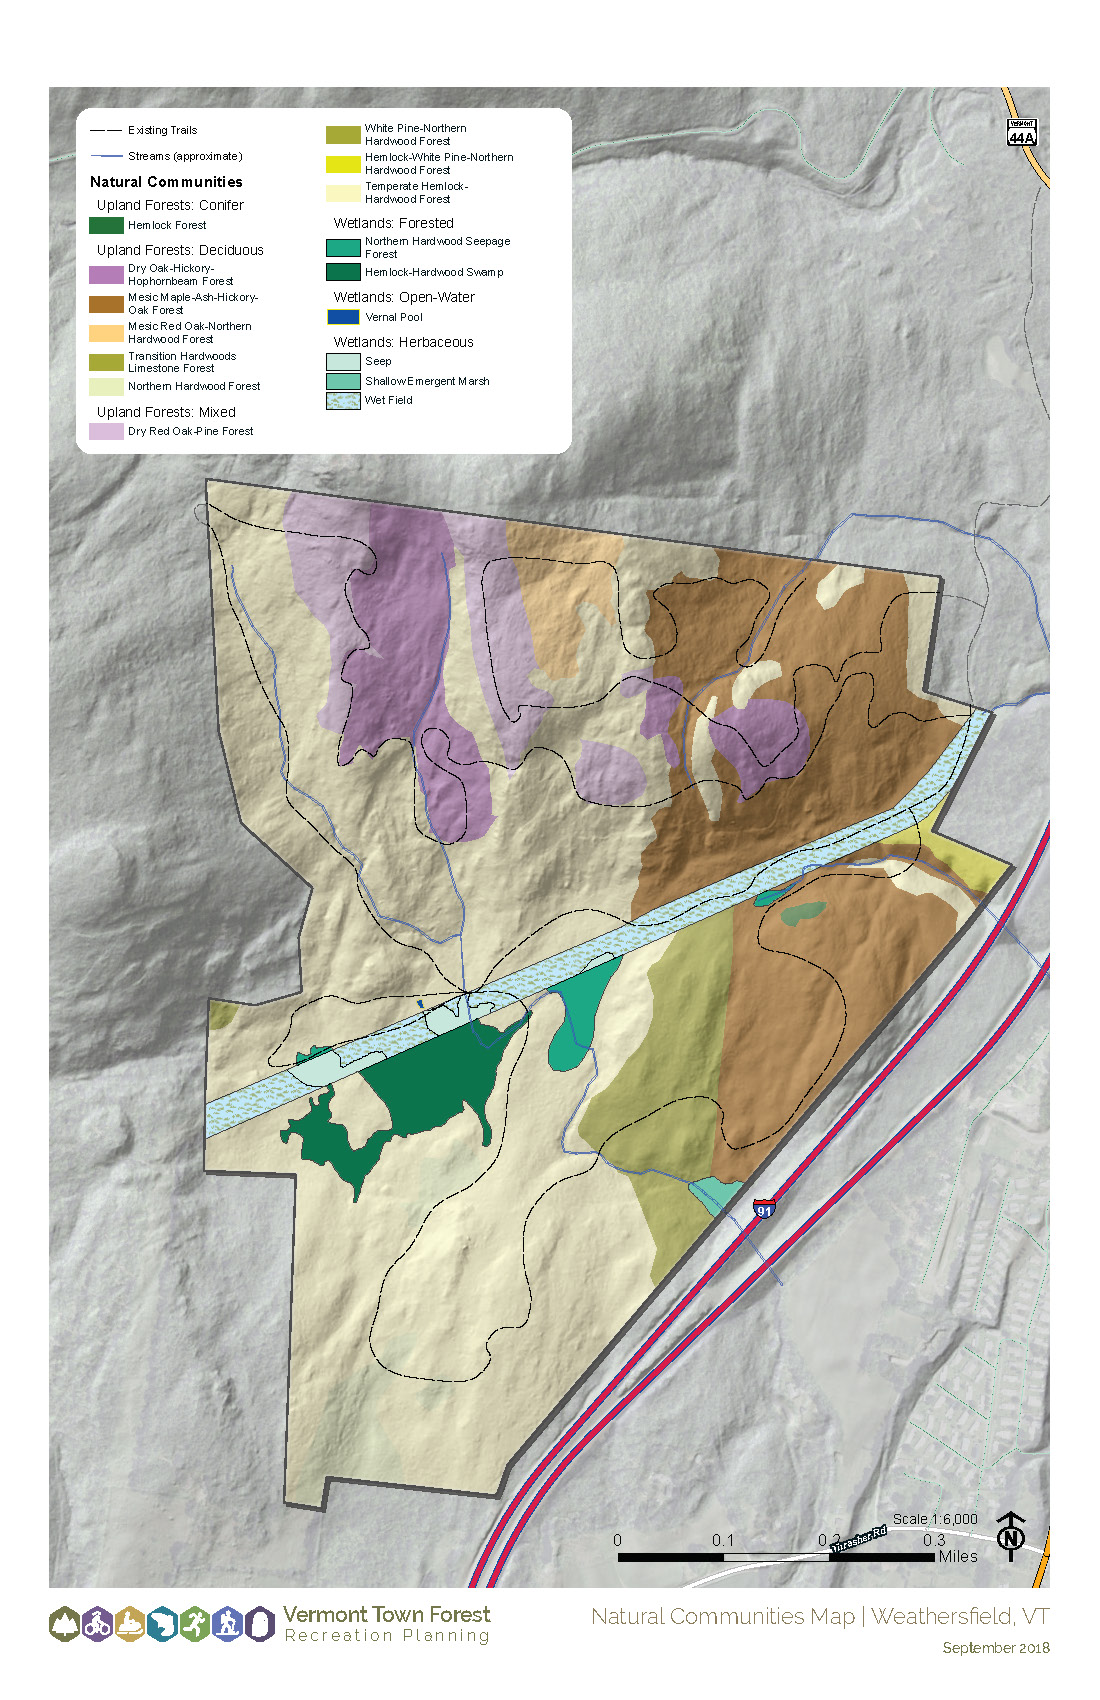 Existing Trails
Streams (approximate)
Natural Communities
Upland Forests: Conifer
Hemlock Forest
Upland Forests: Deciduous
Dry Oak-Hickory-
Hophornbeam Forest
Mesic Maple-Ash-Hickory-
Oak Forest
Mesic Red Oak-Northern
Hardwood Forest
Transition Hardwoods
Limestone Forest
Northern Hardwood Forest
Upland Forests: Mixed
Dry Red Oak-Pine Forest
White Pine-Northern
Hardwood Forest
Hemlock-White Pine-Northern
Hardwood Forest
Temperate Hemlock-
Hardwood Forest
Wetlands: Forested
Northern Hardwood Seepage
Forest
Hemlock-Hardwood Swamp
Wetlands: Open-Water
Vernal Pool
Wetlands: Herbaceous
Seep
Shallow Emergent Marsh
Wet Field
VERMONT
44A
91
Scale 1:6,000
0 0.1 0.2 0.3
Miles
Thrasher Rd
N
Vermont Town Forest
Recreation Planning
Natural Communities Map | Weathersfield, VT
September 2018